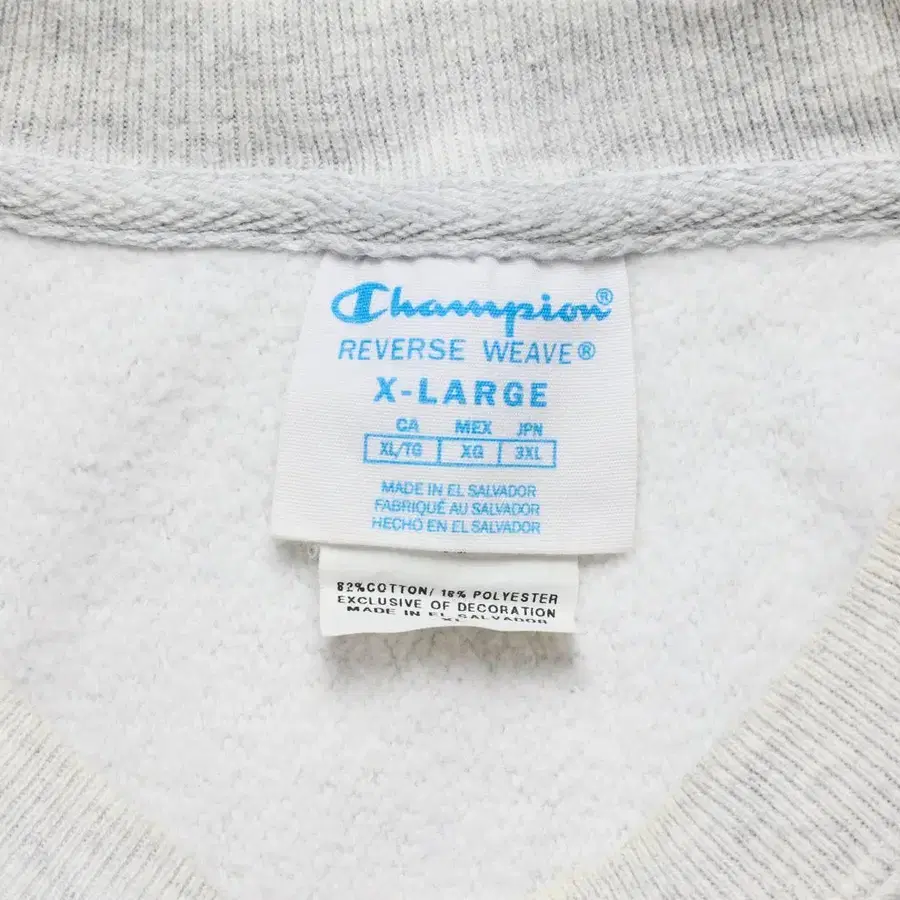 Champion®
REVERSE WEAVE®
X-LARGE
CA MEX JPN
XL/TG XG 3XL
MADE IN EL SALVADOR
FABRIQUÉ AU SALVADOR
HECHO EN EL SALVADOR
82%COTTON/ 18% POLYESTER
EXCLUSIVE OF DECORATION
MADE IN EL SALVADOR
XL